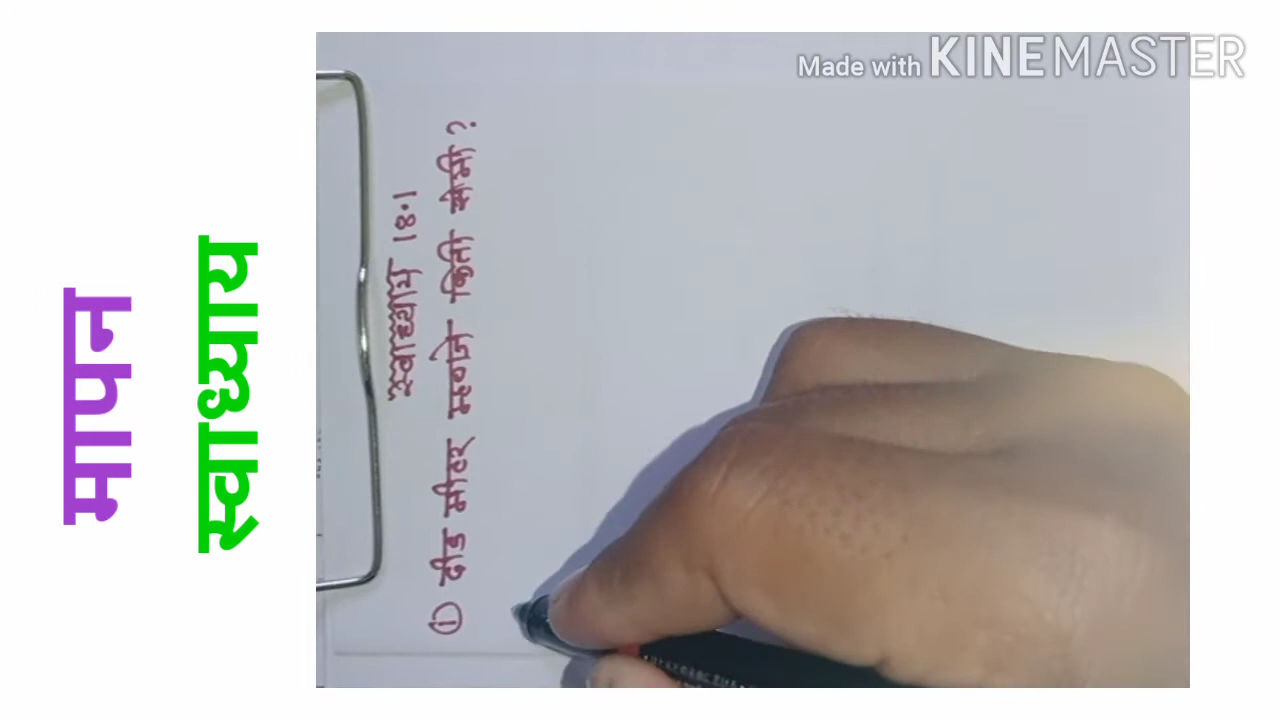 मापन
स्वाध्याय
Made with KINEMASTER
स्वाध्याय 18.1
① दीड मीटर म्हणजे किती सेमी ?